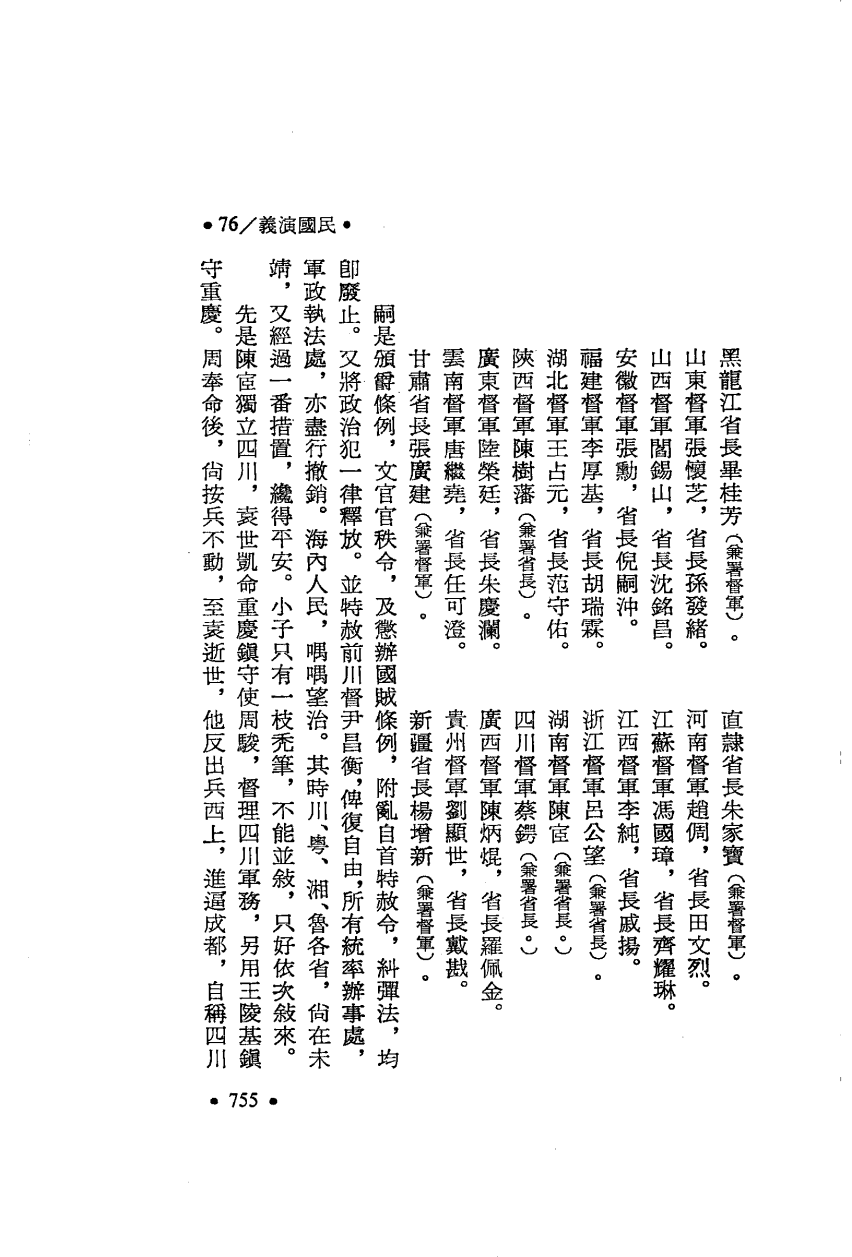 •76／義演國民•
黑龍江省長畢桂芳（兼署督軍）。　直隸省長朱家寶（兼署督軍）。
山東督軍張懷芝，省長孫發緒。　河南督軍趙倜，省長田文烈。
山西督軍閻錫山，省長沈銘昌。　江蘇督軍馮國璋，省長齊耀琳。
安徽督軍張勳，省長倪嗣沖。　江西督軍李純，省長戚揚。
福建督軍李厚基，省長胡瑞霖。　浙江督軍呂公望（兼署省長）。
湖北督軍王占元，省長范守佑。　湖南督軍陳宧（兼署省長。）
陝西督軍陳樹藩（兼署省長）。　四川督軍蔡鍔（兼署省長。）
廣東督軍陸榮廷，省長朱慶瀾。　廣西督軍陳炳焜，省長羅佩金。
雲南督軍唐繼堯，省長任可澄。　貴州督軍劉顯世，省長戴戡。
甘肅省長張廣建（兼署督軍）。　新疆省長楊增新（兼署督軍）。
嗣是頒爵條例，文官官秩令，及懲辦國賊條例，附亂自首特赦令，糾彈法，均
卽廢止。又將政治犯一律釋放。並特赦前川督尹昌衡，俾復自由，所有統率辦事處，
軍政執法處，亦盡行撤銷。海內人民，喁喁望治。其時川、粵、湘、魯各省，尙在未
靖，又經過一番措置，纔得平安。小子只有一枝禿筆，不能並敍，只好依次敍來。
先是陳宧獨立四川，袁世凱命重慶鎭守使周駿，督理四川軍務，另用王陵基鎭
守重慶。周奉命後，尙按兵不動，至袁逝世，他反出兵西上，進逼成都，自稱四川
•755•